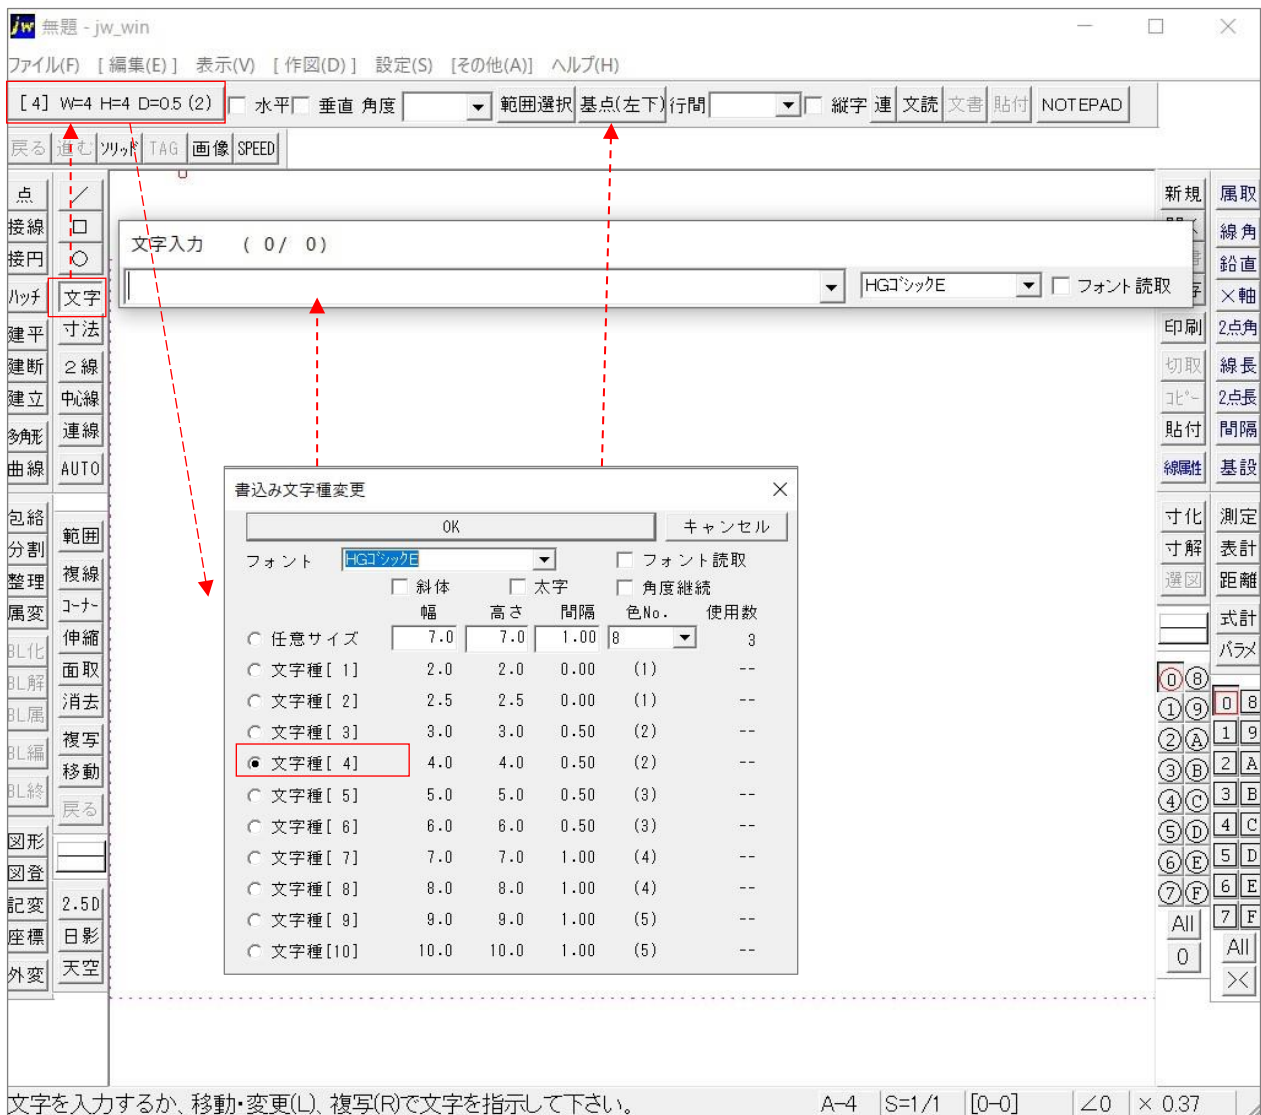 jw 無題 - jw_win
ファイル(F) [編集(E)] 表示(V) [作図(D)] 設定(S) [その他(A)] ヘルプ(H)
[4] W=4 H=4 D=0.5 (2) 水平 垂直 角度 範囲選択 基点(左下) 行間 縦字 連 文読 文書 貼付 NOTEPAD
戻る 進む ソリッド TAG 画像 SPEED
文字入力 ( 0/ 0)
HGゴシックE フォント読取
点
接線
接円
ハッチ
建平
建断
建立
多角形
曲線
包絡
分割
整理
属変
BL化
BL解
BL属
BL編
BL終
図形
図登
記変
座標
外変
／
□
○
文字
寸法
2線
中心線
連線
AUTO
範囲
複線
コーナー
伸縮
面取
消去
複写
移動
戻る
2.5D
日影
天空
書込み文字種変更
OK キャンセル
フォント HGゴシックE フォント読取
斜体 太字 角度継続
幅 高さ 間隔 色No. 使用数
任意サイズ 7.0 7.0 1.00 8 3
文字種[ 1] 2.0 2.0 0.00 (1) --
文字種[ 2] 2.5 2.5 0.00 (1) --
文字種[ 3] 3.0 3.0 0.50 (2) --
文字種[ 4] 4.0 4.0 0.50 (2) --
文字種[ 5] 5.0 5.0 0.50 (3) --
文字種[ 6] 6.0 6.0 0.50 (3) --
文字種[ 7] 7.0 7.0 1.00 (4) --
文字種[ 8] 8.0 8.0 1.00 (4) --
文字種[ 9] 9.0 9.0 1.00 (5) --
文字種[10] 10.0 10.0 1.00 (5) --
新規
印刷
切取
コピー
貼付
線属性
寸化
寸解
選図
0 8
1 9
2 A
3 B
4 C
5 D
6 E
7 F
All
0
属取
線角
鉛直
×軸
2点角
線長
2点長
間隔
基設
測定
表計
距離
式計
パラメ
0 8
1 9
2 A
3 B
4 C
5 D
6 E
7 F
All
><
文字を入力するか、移動・変更(L)、複写(R)で文字を指示して下さい。 A-4 S=1/1 [0-0] ∠0 × 0.37